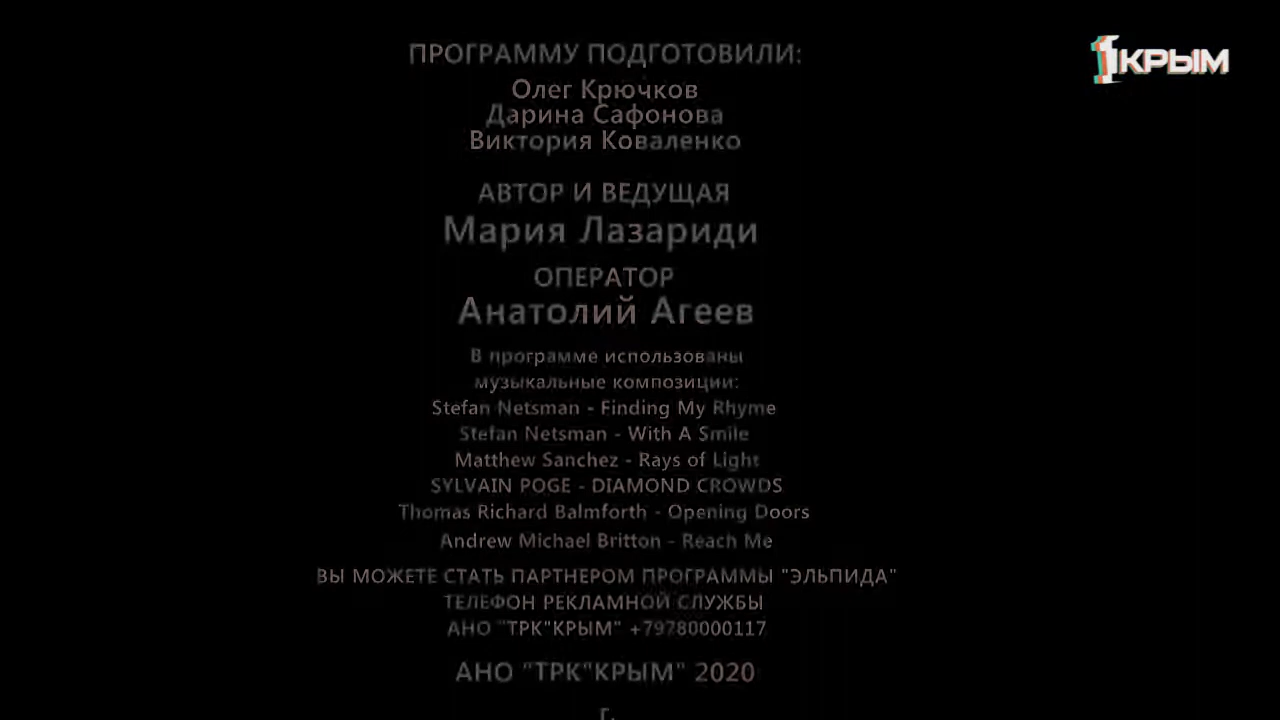 ПРОГРАММУ ПОДГОТОВИЛИ:
1КРЫМ
Олег Крючков
Дарина Сафонова
Виктория Коваленко
АВТОР И ВЕДУЩАЯ
Мария Лазариди
ОПЕРАТОР
Анатолий Агеев
В программе использованы
музыкальные композиции:
Stefan Netsman - Finding My Rhyme
Stefan Netsman - With A Smile
Matthew Sanchez - Rays of Light
SYLVAIN POGE - DIAMOND CROWDS
Thomas Richard Balmforth - Opening Doors
Andrew Michael Britton - Reach Me
ВЫ МОЖЕТЕ СТАТЬ ПАРТНЕРОМ ПРОГРАММЫ "ЭЛЬПИДА"
ТЕЛЕФОН РЕКЛАМНОЙ СЛУЖБЫ
АНО "ТРК"КРЫМ" +79780000117
АНО "ТРК"КРЫМ" 2020
г.